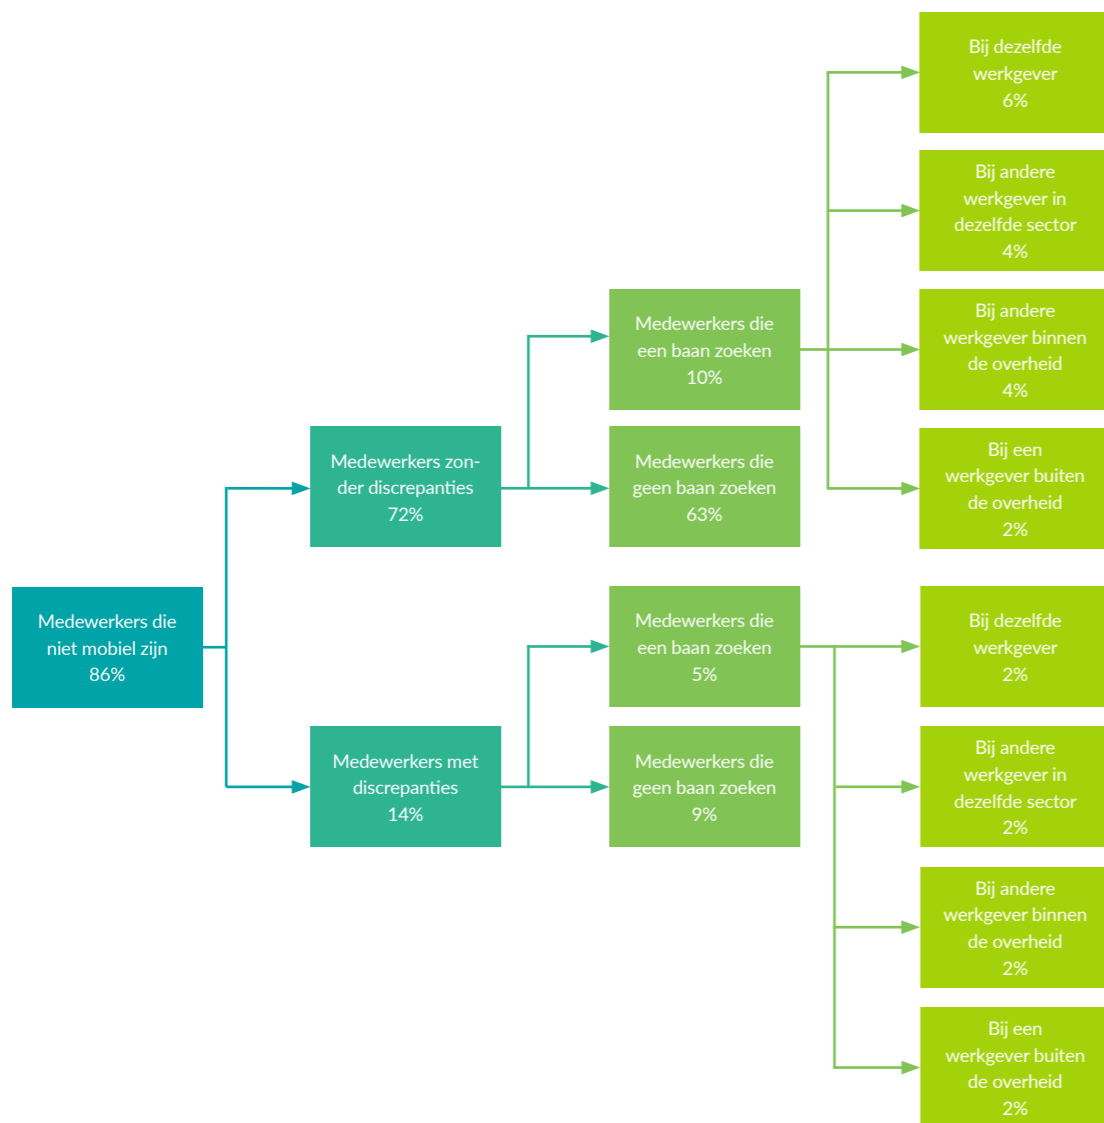 Medewerkers die
niet mobiel zijn
86%
Medewerkers zon-
der discrepanties
72%
Medewerkers met
discrepanties
14%
Medewerkers die
een baan zoeken
10%
Medewerkers die
geen baan zoeken
63%
Medewerkers die
een baan zoeken
5%
Medewerkers die
geen baan zoeken
9%
Bij dezelfde
werkgever
6%
Bij andere
werkgever in
dezelfde sector
4%
Bij andere
werkgever binnen
de overheid
4%
Bij een
werkgever buiten
de overheid
2%
Bij dezelfde
werkgever
2%
Bij andere
werkgever in
dezelfde sector
2%
Bij andere
werkgever binnen
de overheid
2%
Bij een
werkgever buiten
de overheid
2%